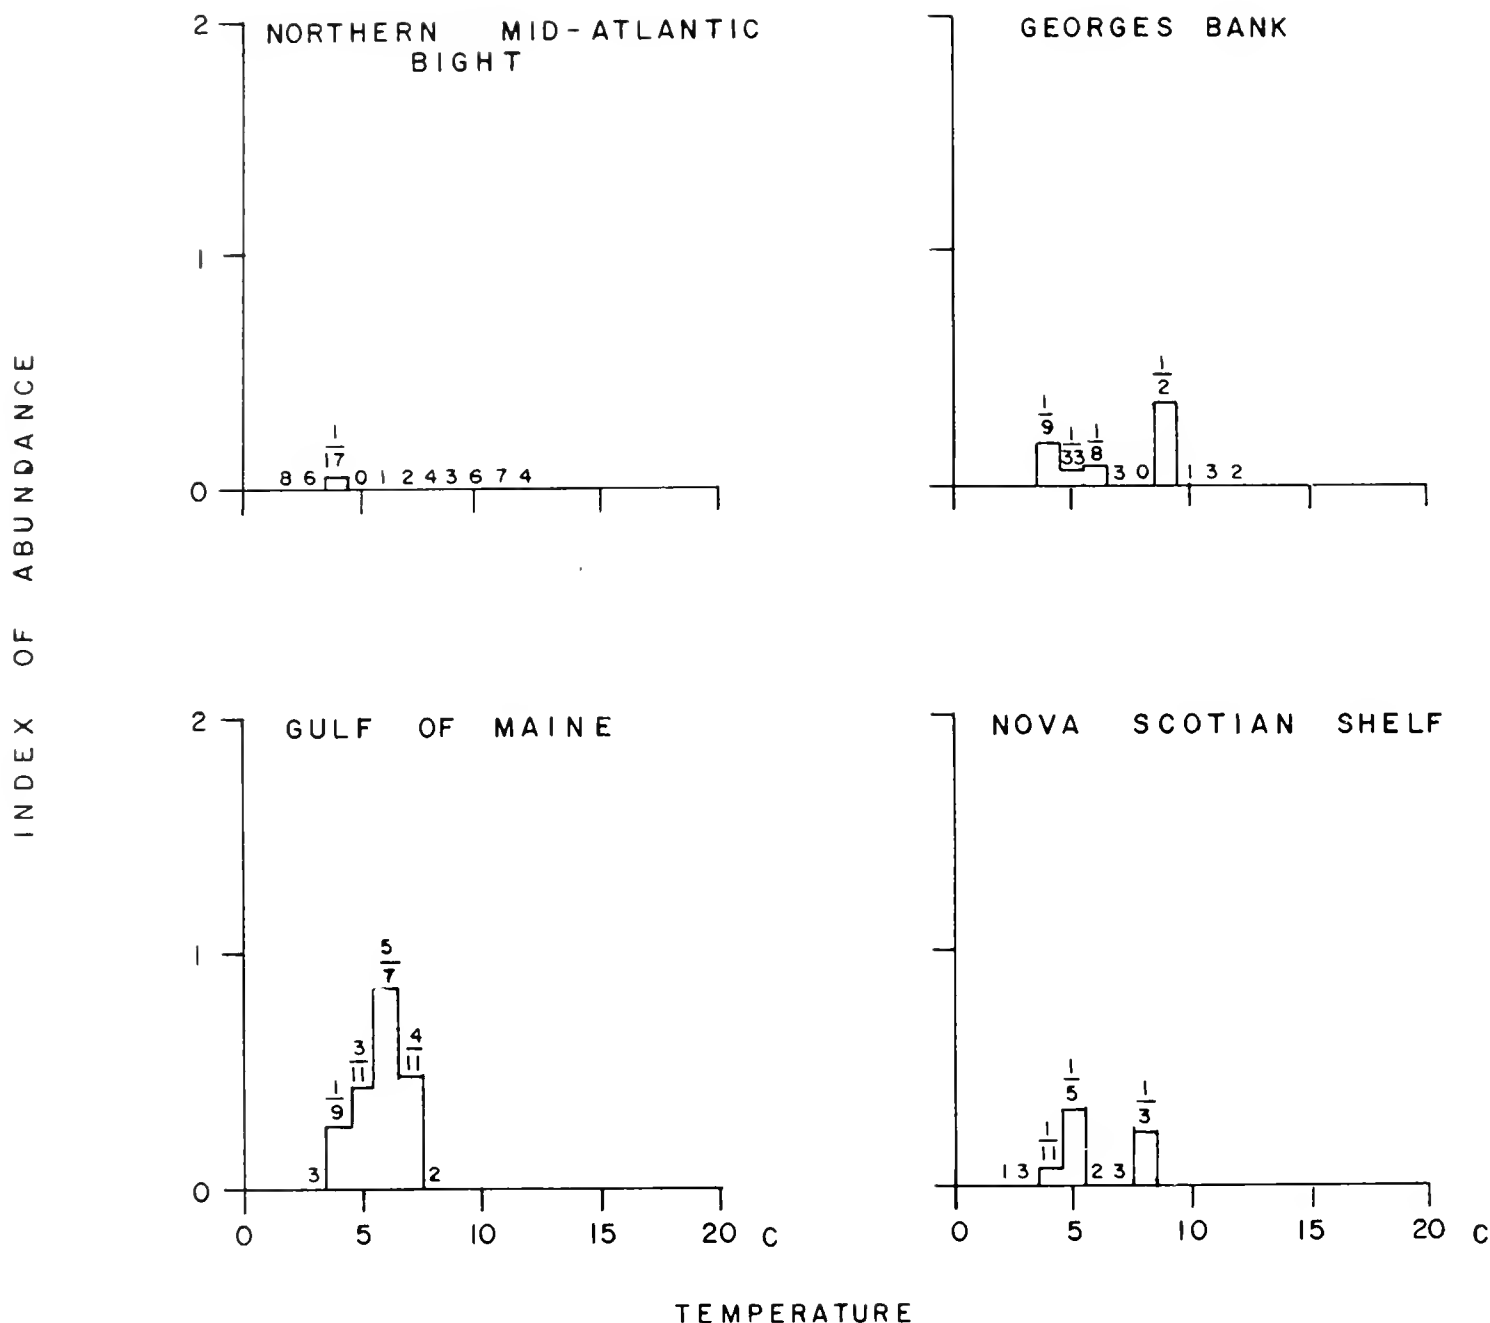 NORTHERN MID-ATLANTIC
BIGHT
2
1
0
8 6 1/17 0 1 2 4 3 6 7 4
GEORGES BANK
1/9 1/33 1/8 3 0 1/2 1 3 2
INDEX OF ABUNDANCE
GULF OF MAINE
2
1
0
3 1/9 3/11 5/7 4/11 2
0 5 10 15 20 C
NOVA SCOTIAN SHELF
1 3 1/11 1/5 2 3 1/3
0 5 10 15 20 C
TEMPERATURE